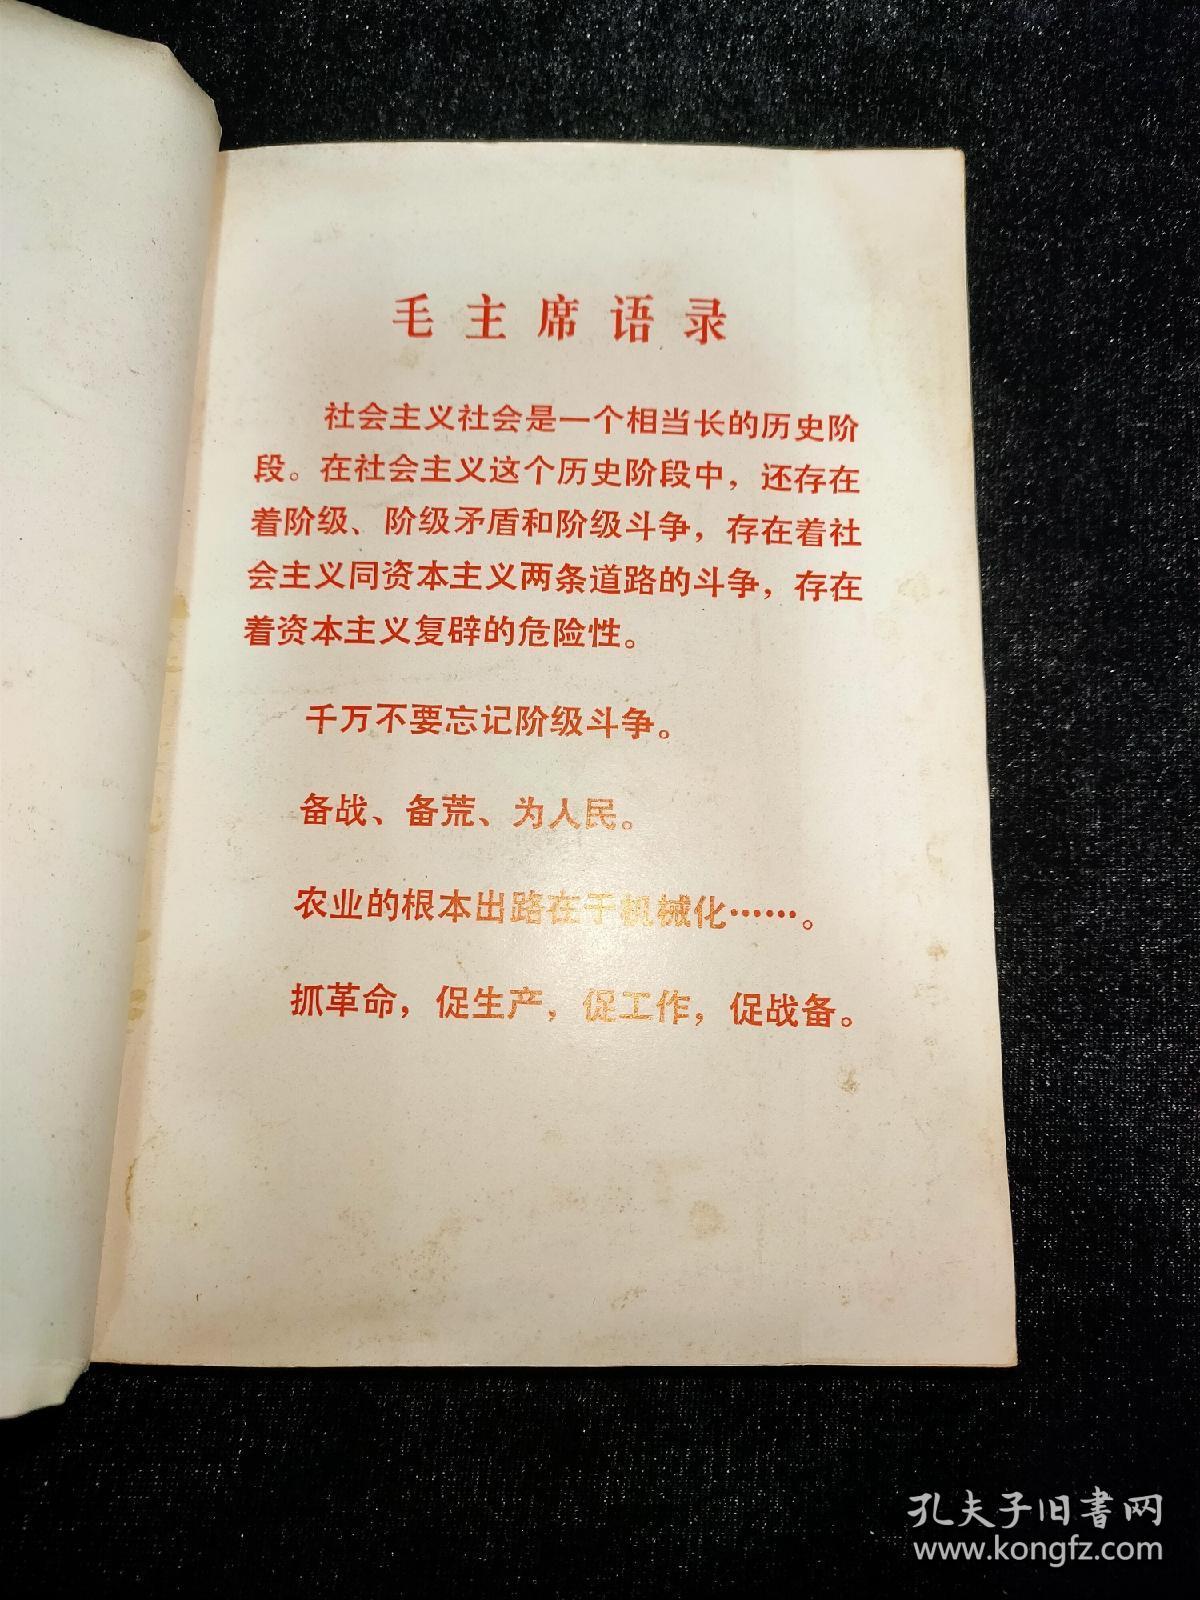 毛主席语录
社会主义社会是一个相当长的历史阶
段。在社会主义这个历史阶段中，还存在
着阶级、阶级矛盾和阶级斗争，存在着社
会主义同资本主义两条道路的斗争，存在
着资本主义复辟的危险性。
千万不要忘记阶级斗争。
备战、备荒、为人民。
农业的根本出路在于机械化……。
抓革命，促生产，促工作，促战备。
孔夫子旧書网
www.kongfz.com